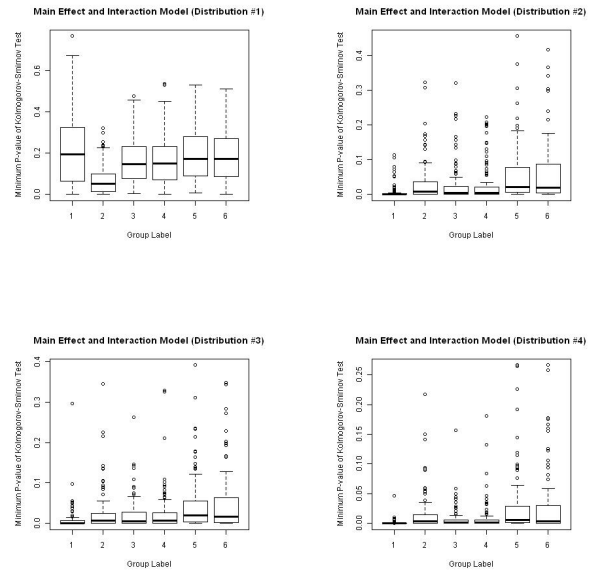 Main Effect and Interaction Model (Distribution #1)
Minimum P-value of Kolmogorov-Smirnov Test
0.0
0.2
0.4
0.6
1 2 3 4 5 6
Group Label
Main Effect and Interaction Model (Distribution #2)
Minimum P-value of Kolmogorov-Smirnov Test
0.0
0.1
0.2
0.3
0.4
1 2 3 4 5 6
Group Label
Main Effect and Interaction Model (Distribution #3)
Minimum P-value of Kolmogorov-Smirnov Test
0.0
0.1
0.2
0.3
0.4
1 2 3 4 5 6
Group Label
Main Effect and Interaction Model (Distribution #4)
Minimum P-value of Kolmogorov-Smirnov Test
0.00
0.05
0.10
0.15
0.20
0.25
1 2 3 4 5 6
Group Label